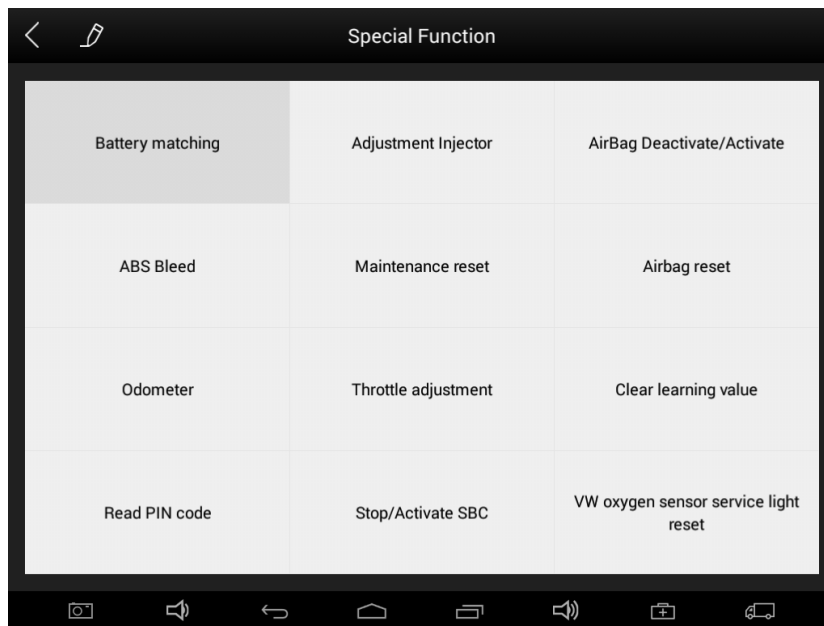 Special Function
Battery matching
Adjustment Injector
AirBag Deactivate/Activate
ABS Bleed
Maintenance reset
Airbag reset
Odometer
Throttle adjustment
Clear learning value
Read PIN code
Stop/Activate SBC
VW oxygen sensor service light
reset